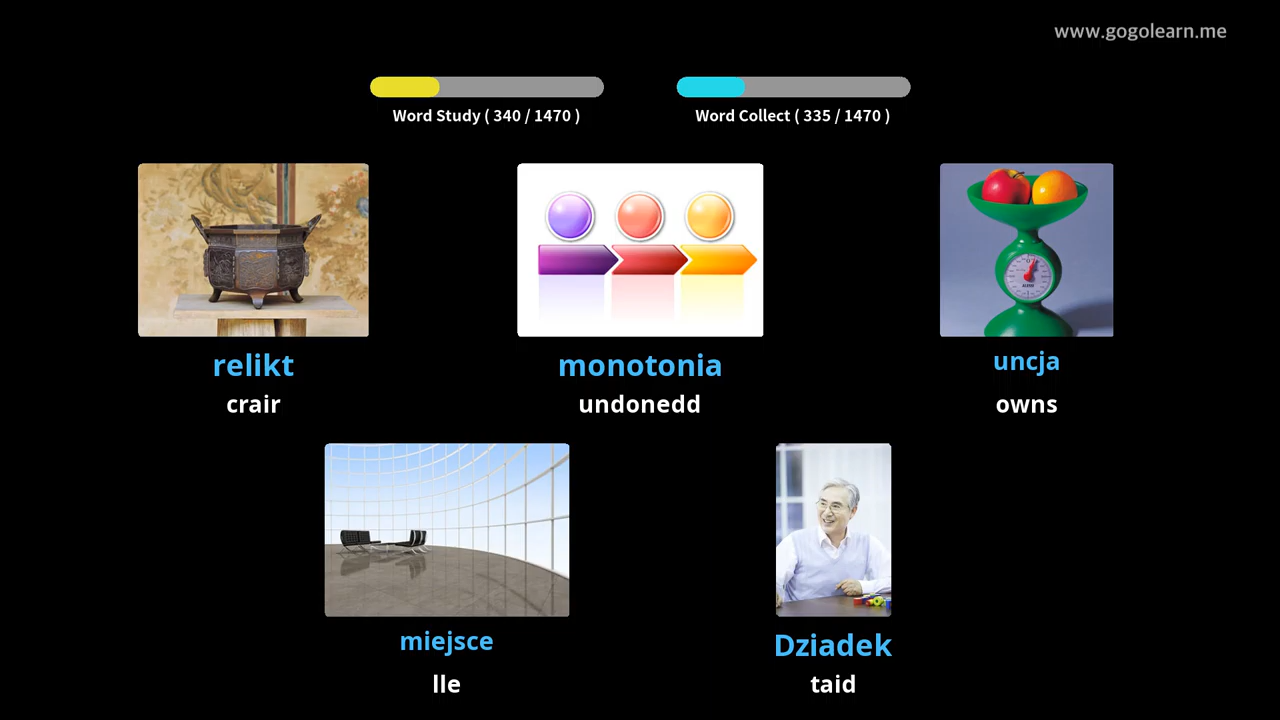 www.gogolearn.me
Word Study ( 340 / 1470 )
Word Collect ( 335 / 1470 )
relikt
crair
monotonia
undonedd
uncja
owns
miejsce
lle
Dziadek
taid